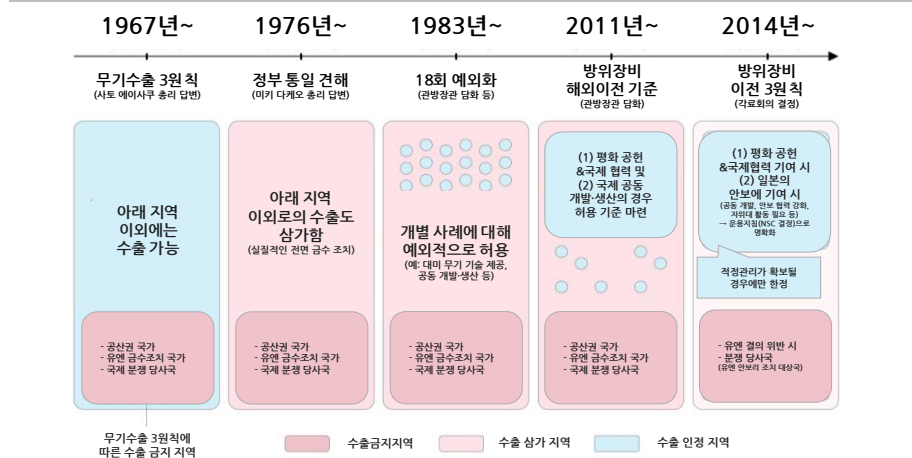 1967년~
무기수출 3원칙
(사토 에이사쿠 총리 답변)
아래 지역
이외에는
수출 가능
- 공산권 국가
- 유엔 금수조치 국가
- 국제 분쟁 당사국
무기수출 3원칙에
따른 수출 금지 지역
1976년~
정부 통일 견해
(미키 다케오 총리 답변)
아래 지역
이외로의 수출도
삼가함
(실질적인 전면 금수 조치)
- 공산권 국가
- 유엔 금수조치 국가
- 국제 분쟁 당사국
1983년~
18회 예외화
(관방장관 담화 등)
개별 사례에 대해
예외적으로 허용
(예: 대미 무기 기술 제공,
공동 개발·생산 등)
- 공산권 국가
- 유엔 금수조치 국가
- 국제 분쟁 당사국
2011년~
방위장비
해외이전 기준
(관방장관 담화)
(1) 평화 공헌
&국제 협력 및
(2) 국제 공동
개발·생산의 경우
허용 기준 마련
- 공산권 국가
- 유엔 금수조치 국가
- 국제 분쟁 당사국
2014년~
방위장비
이전 3원칙
(각료회의 결정)
(1) 평화 공헌
&국제협력 기여 시
(2) 일본의
안보에 기여 시
(공동 개발, 안보 협력 강화,
자위대 활동 필요 등)
→ 운용지침(NSC 결정)으로
명확화
적정관리가 확보될
경우에만 한정
- 유엔 결의 위반 시
- 분쟁 당사국
(유엔 안보리 조치 대상국)
수출금지지역
수출 삼가 지역
수출 인정 지역